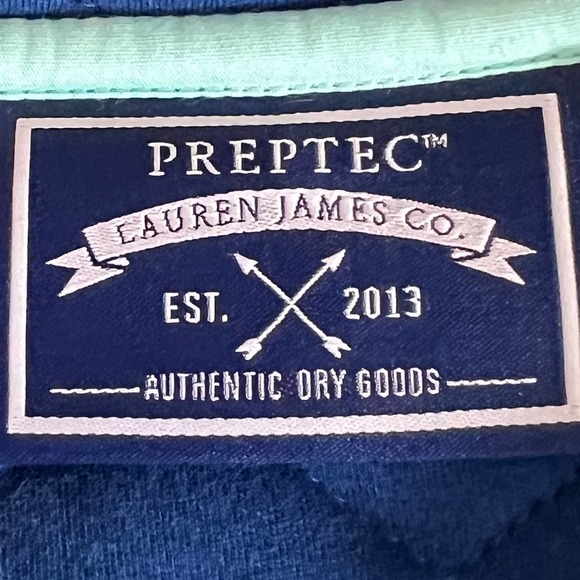 PREPTEC™
LAUREN JAMES CO.
EST. 2013
AUTHENTIC DRY GOODS